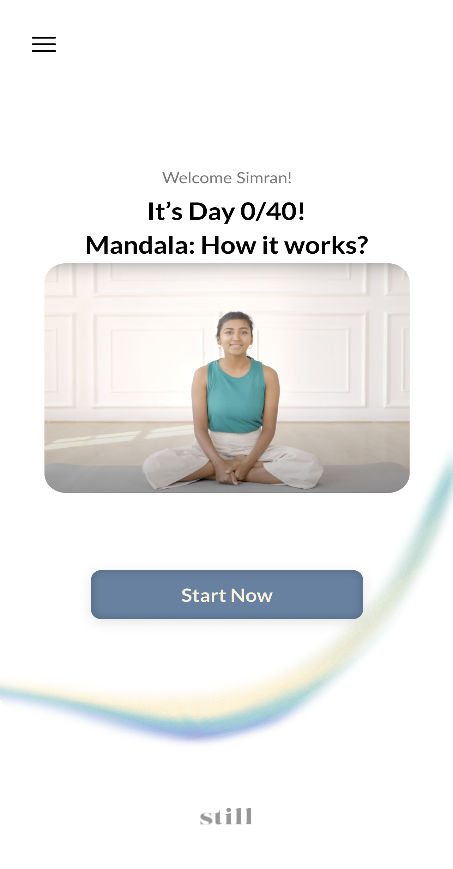 Welcome Simran!
It’s Day 0/40!
Mandala: How it works?
Start Now
still